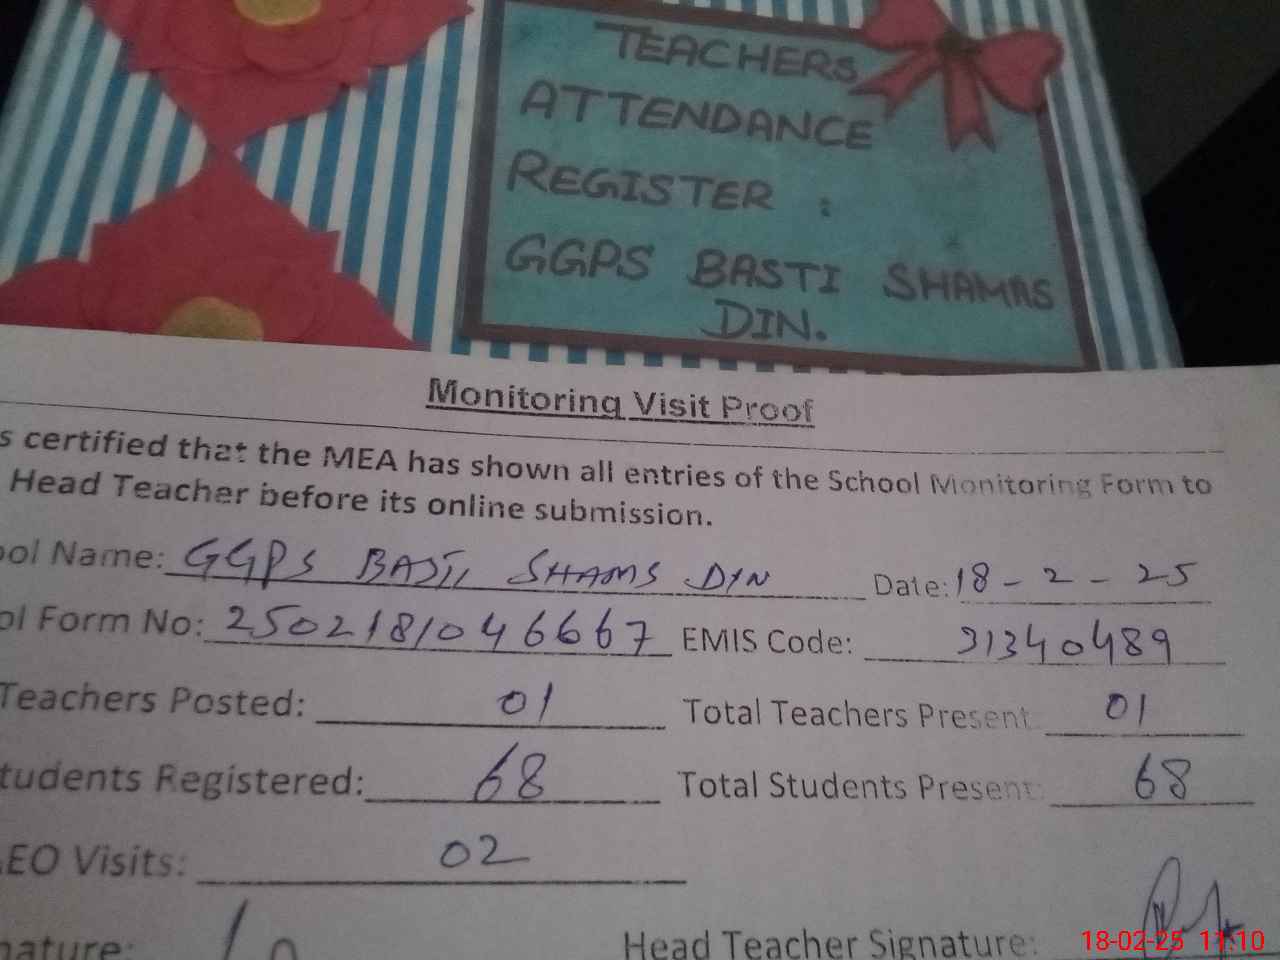 TEACHERS
ATTENDANCE
REGISTER :
GGPS BASTI SHAMAS
DIN.
Monitoring Visit Proof
s certified that the MEA has shown all entries of the School Monitoring Form to
Head Teacher before its online submission.
ool Name: GGPS BASTI SHAMS DIN Date: 18-2-25
ol Form No: 2502181046667 EMIS Code: 31340489
Teachers Posted: 01 Total Teachers Present: 01
tudents Registered: 68 Total Students Present: 68
EO Visits: 02
nature: Head Teacher Signature:
18-02-25 11:10